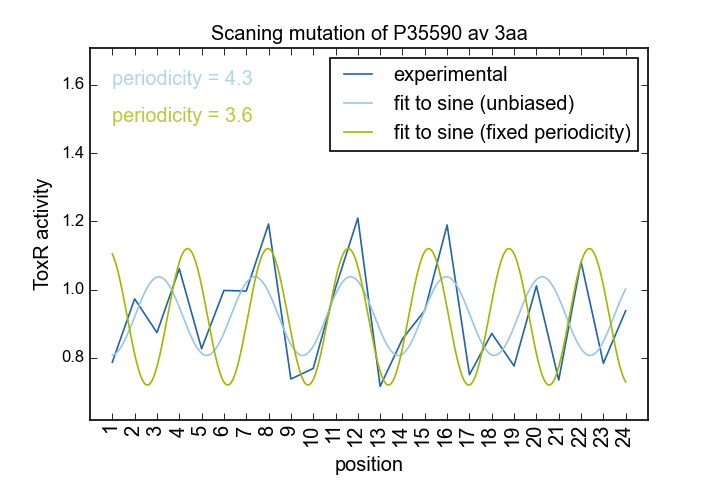 Scaning mutation of P35590 av 3aa
periodicity = 4.3
periodicity = 3.6
experimental
fit to sine (unbiased)
fit to sine (fixed periodicity)
ToxR activity
1.6
1.4
1.2
1.0
0.8
1 2 3 4 5 6 7 8 9 10 11 12 13 14 15 16 17 18 19 20 21 22 23 24
position